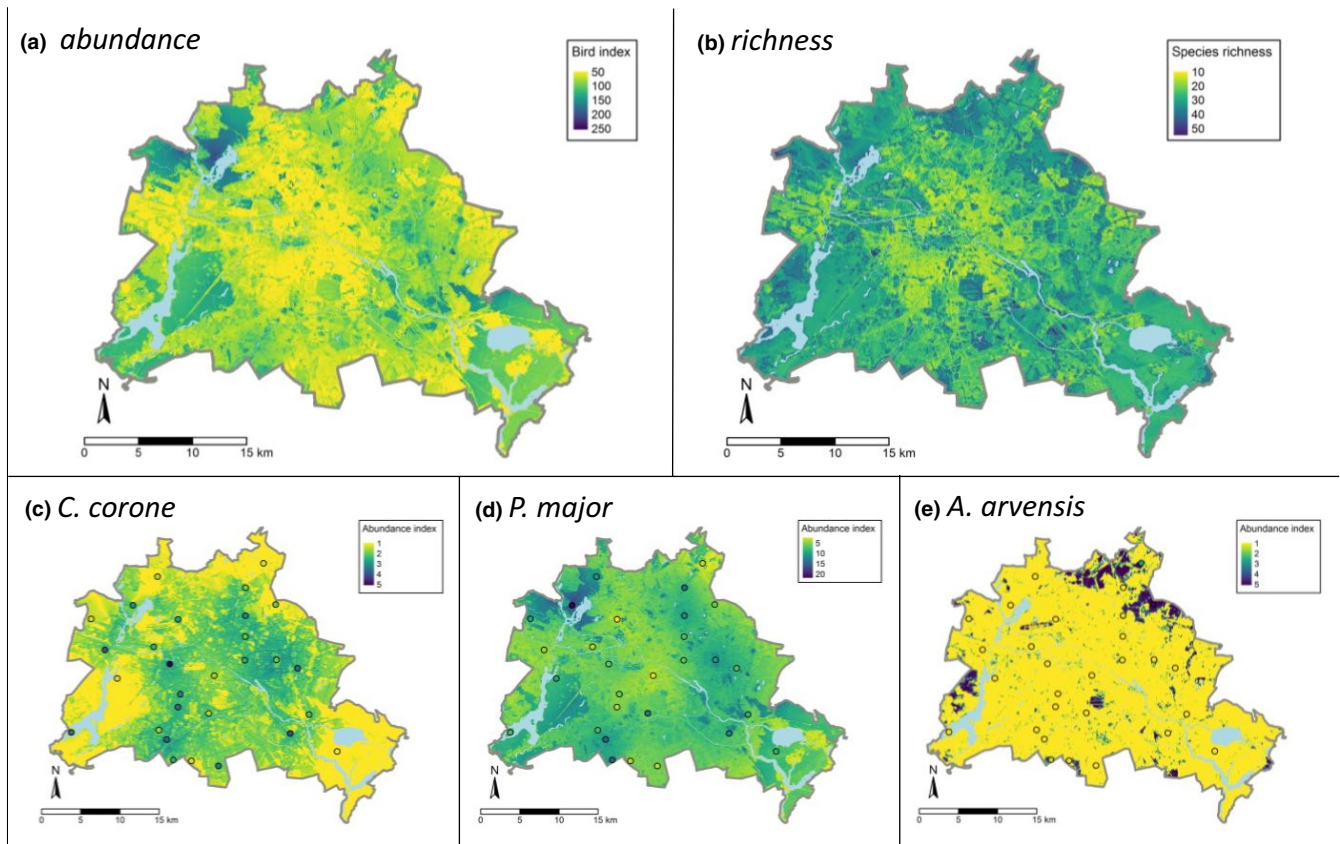 (a) abundance
Bird index
50
100
150
200
250
N
0 5 10 15 km
(b) richness
Species richness
10
20
30
40
50
N
0 5 10 15 km
(c) C. corone
Abundance index
1
2
3
4
5
N
0 5 10 15 km
(d) P. major
Abundance index
5
10
15
20
N
0 5 10 15 km
(e) A. arvensis
Abundance index
1
2
3
4
5
N
0 5 10 15 km